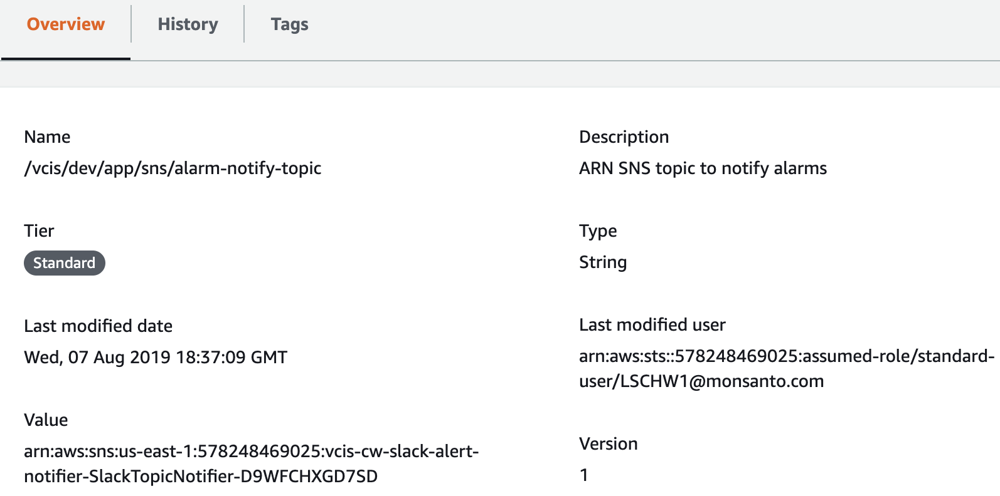 Overview
History
Tags
Name
/vcis/dev/app/sns/alarm-notify-topic
Description
ARN SNS topic to notify alarms
Tier
Standard
Type
String
Last modified date
Wed, 07 Aug 2019 18:37:09 GMT
Last modified user
arn:aws:sts::578248469025:assumed-role/standard-
user/LSCHW1@monsanto.com
Value
arn:aws:sns:us-east-1:578248469025:vcis-cw-slack-alert-
notifier-SlackTopicNotifier-D9WFCHXGD7SD
Version
1